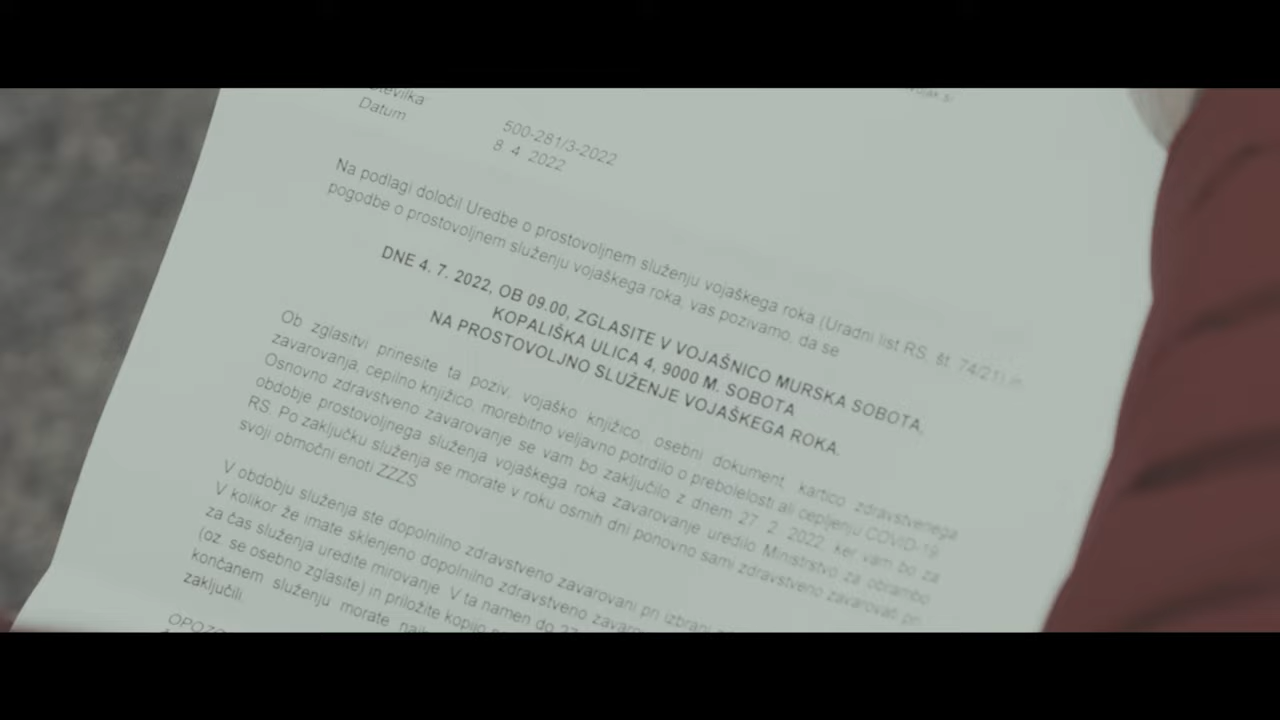 Številka
Datum
500-281/3-2022
8 4 2022
Na podlagi določil Uredbe o prostovoljnem služenju vojaškega roka (Uradni list RS, št. 74/21) in
pogodbe o prostovoljnem služenju vojaškega roka, vas pozivamo, da se
DNE 4. 7. 2022, OB 09.00, ZGLASITE V VOJAŠNICO MURSKA SOBOTA,
KOPALIŠKA ULICA 4, 9000 M. SOBOTA
NA PROSTOVOLJNO SLUŽENJE VOJAŠKEGA ROKA.
Ob zglasitvi prinesite ta poziv, vojaško knjižico, osebni dokument, kartico zdravstvenega
zavarovanja, cepilno knjižico, morebitno veljavno potrdilo o prebolelosti ali cepljenju COVID-19
Osnovno zdravstveno zavarovanje se vam bo zaključilo z dnem 27 2 2022, ker vam bo za
obdobje prostovoljnega služenja vojaškega roka zavarovanje uredilo Ministrstvo za obrambo
RS. Po zaključku služenja se morate v roku osmih dni ponovno sami zdravstveno zavarovati pri
svoji območni enoti ZZZS
V obdobju služenja ste dopolnilno zdravstveno zavarovani pri izbrani
V kolikor že imate sklenjeno dopolnilno zdravstveno
za čas služenja uredite mirovanje. V ta namen do 27
(oz. se osebno zglasite) in priložite kopijo
končanem služenju morate
zaključili.